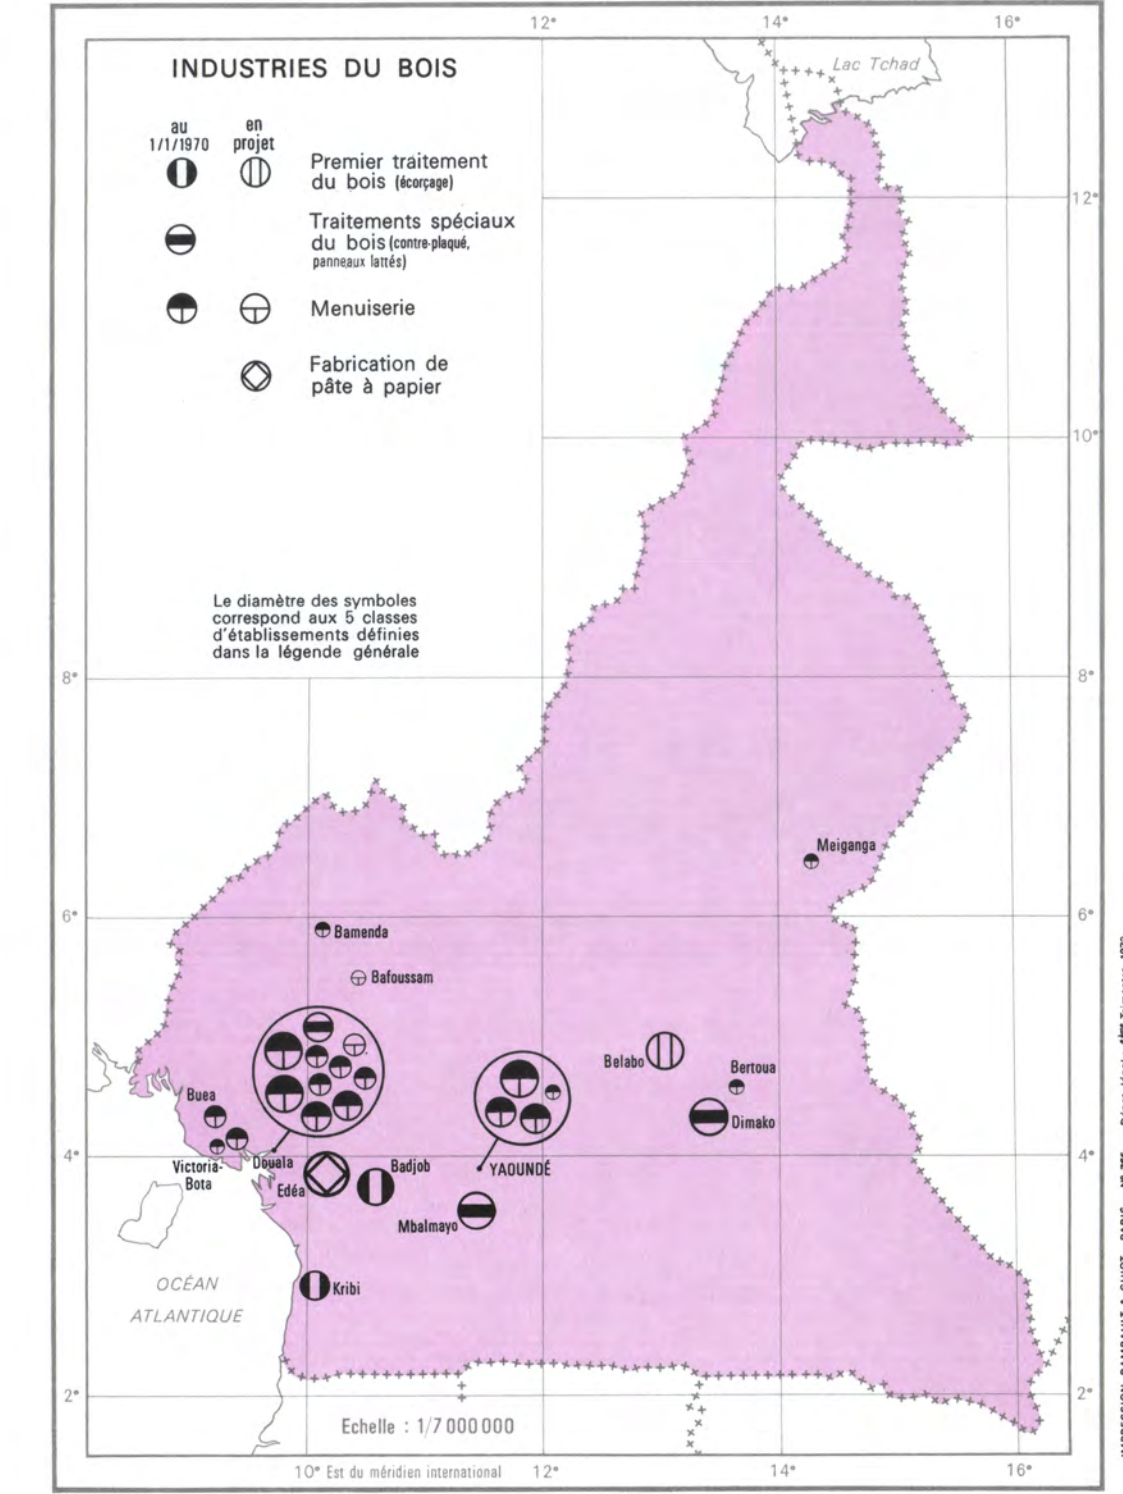 12° 14° 16°
Lac Tchad
INDUSTRIES DU BOIS
au
1/1/1970
en
projet
Premier traitement
du bois (écorçage)
Traitements spéciaux
du bois (contre-plaqué,
panneaux lattés)
Menuiserie
Fabrication de
pâte à papier
12°
10°
Le diamètre des symboles
correspond aux 5 classes
d'établissements définies
dans la légende générale
8° 8°
Meiganga
6° 6°
Bamenda
Bafoussam
Belabo
Bertoua
Dimako
Buea
Victoria-
Bota
Douala
4° 4°
Edéa
Badjob
YAOUNDÉ
Mbalmayo
Kribi
OCÉAN
ATLANTIQUE
2° 2°
Echelle : 1/7 000 000
10° Est du méridien international 12° 14° 16°